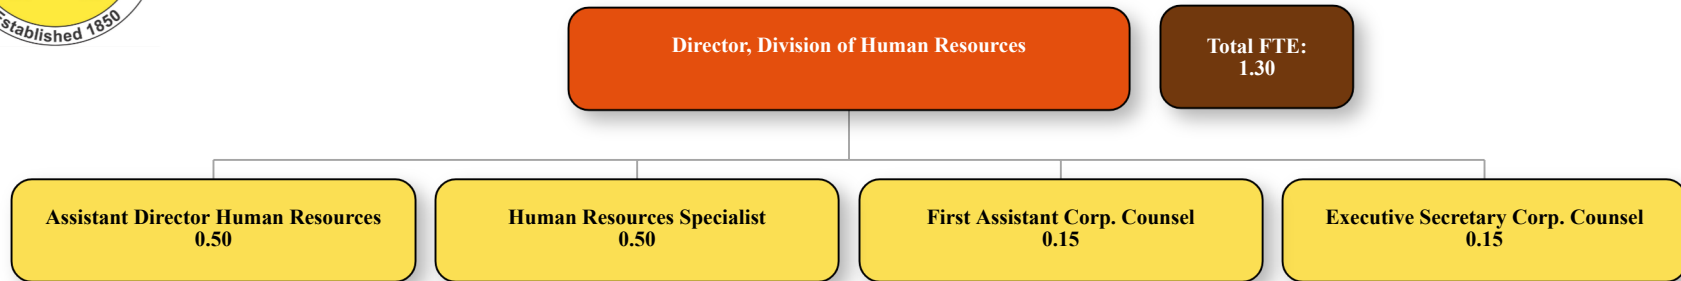 Established 1850
Director, Division of Human Resources
Total FTE:
1.30
Assistant Director Human Resources
0.50
Human Resources Specialist
0.50
First Assistant Corp. Counsel
0.15
Executive Secretary Corp. Counsel
0.15